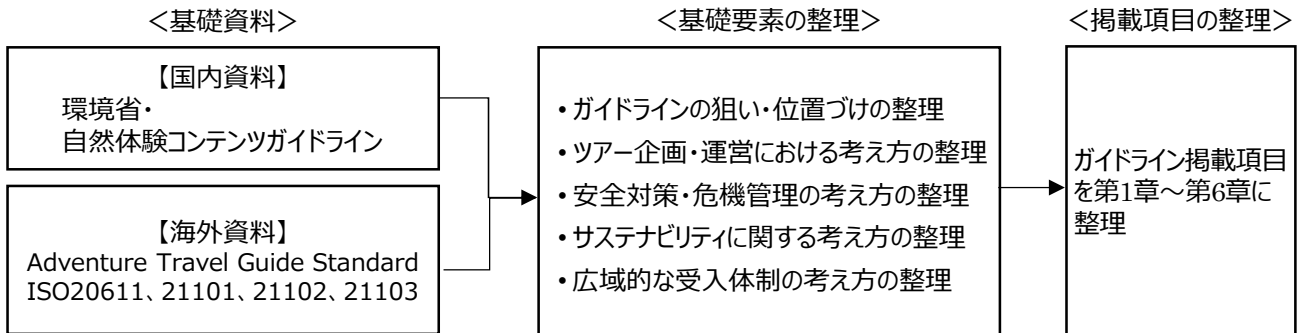 ＜基礎資料＞
【国内資料】
環境省・
自然体験コンテンツガイドライン
【海外資料】
Adventure Travel Guide Standard
ISO20611、21101、21102、21103
＜基礎要素の整理＞
• ガイドラインの狙い・位置づけの整理
• ツアー企画・運営における考え方の整理
• 安全対策・危機管理の考え方の整理
• サステナビリティに関する考え方の整理
• 広域的な受入体制の考え方の整理
＜掲載項目の整理＞
ガイドライン掲載項目
を第1章～第6章に
整理